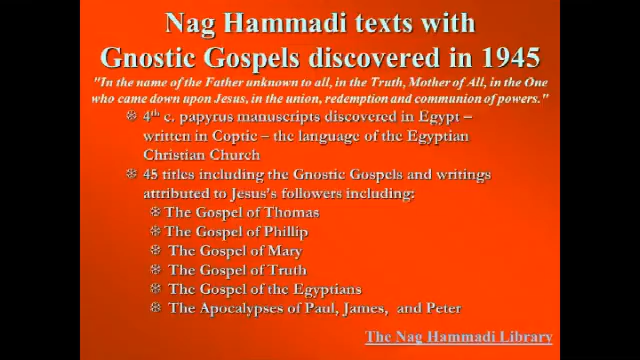 Nag Hammadi texts with
Gnostic Gospels discovered in 1945
"In the name of the Father unknown to all, in the Truth, Mother of All, in the One
who came down upon Jesus, in the union, redemption and communion of powers."
4th c. papyrus manuscripts discovered in Egypt –
written in Coptic – the language of the Egyptian
Christian Church
45 titles including the Gnostic Gospels and writings
attributed to Jesus's followers including:
The Gospel of Thomas
The Gospel of Phillip
The Gospel of Mary
The Gospel of Truth
The Gospel of the Egyptians
The Apocalypses of Paul, James, and Peter
The Nag Hammadi Library